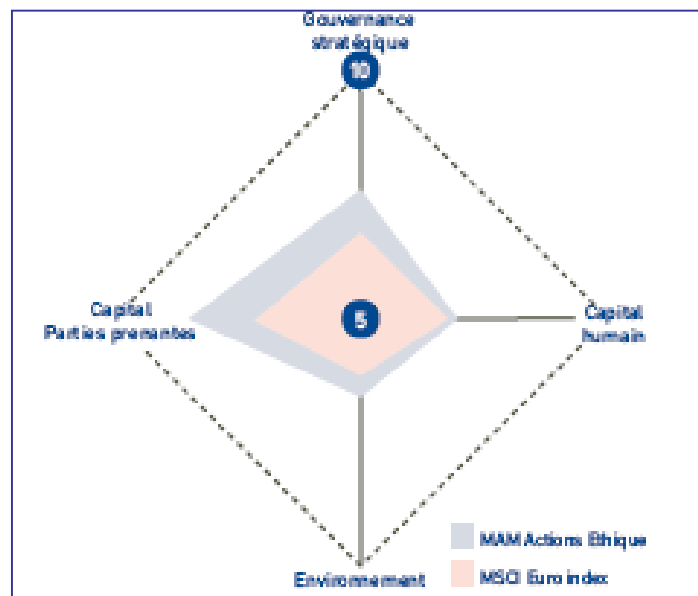 Gouvernance
stratégique
10
Capital
Parties prenantes
5
Capital
humain
Environnement
MAM Actions Ethique
MSCI Euro index